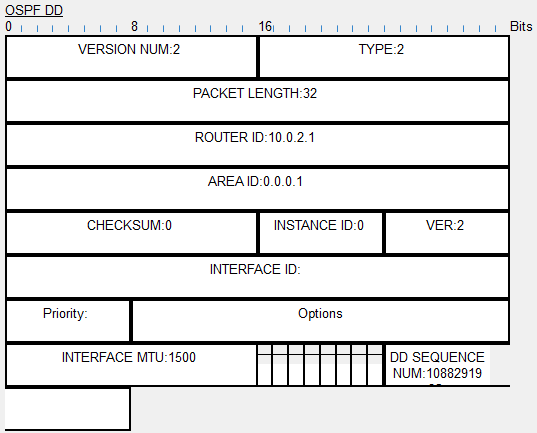 OSPF DD
0 8 16 Bits
VERSION NUM:2 TYPE:2
PACKET LENGTH:32
ROUTER ID:10.0.2.1
AREA ID:0.0.0.1
CHECKSUM:0 INSTANCE ID:0 VER:2
INTERFACE ID:
Priority: Options
INTERFACE MTU:1500 DD SEQUENCE
NUM:10882919